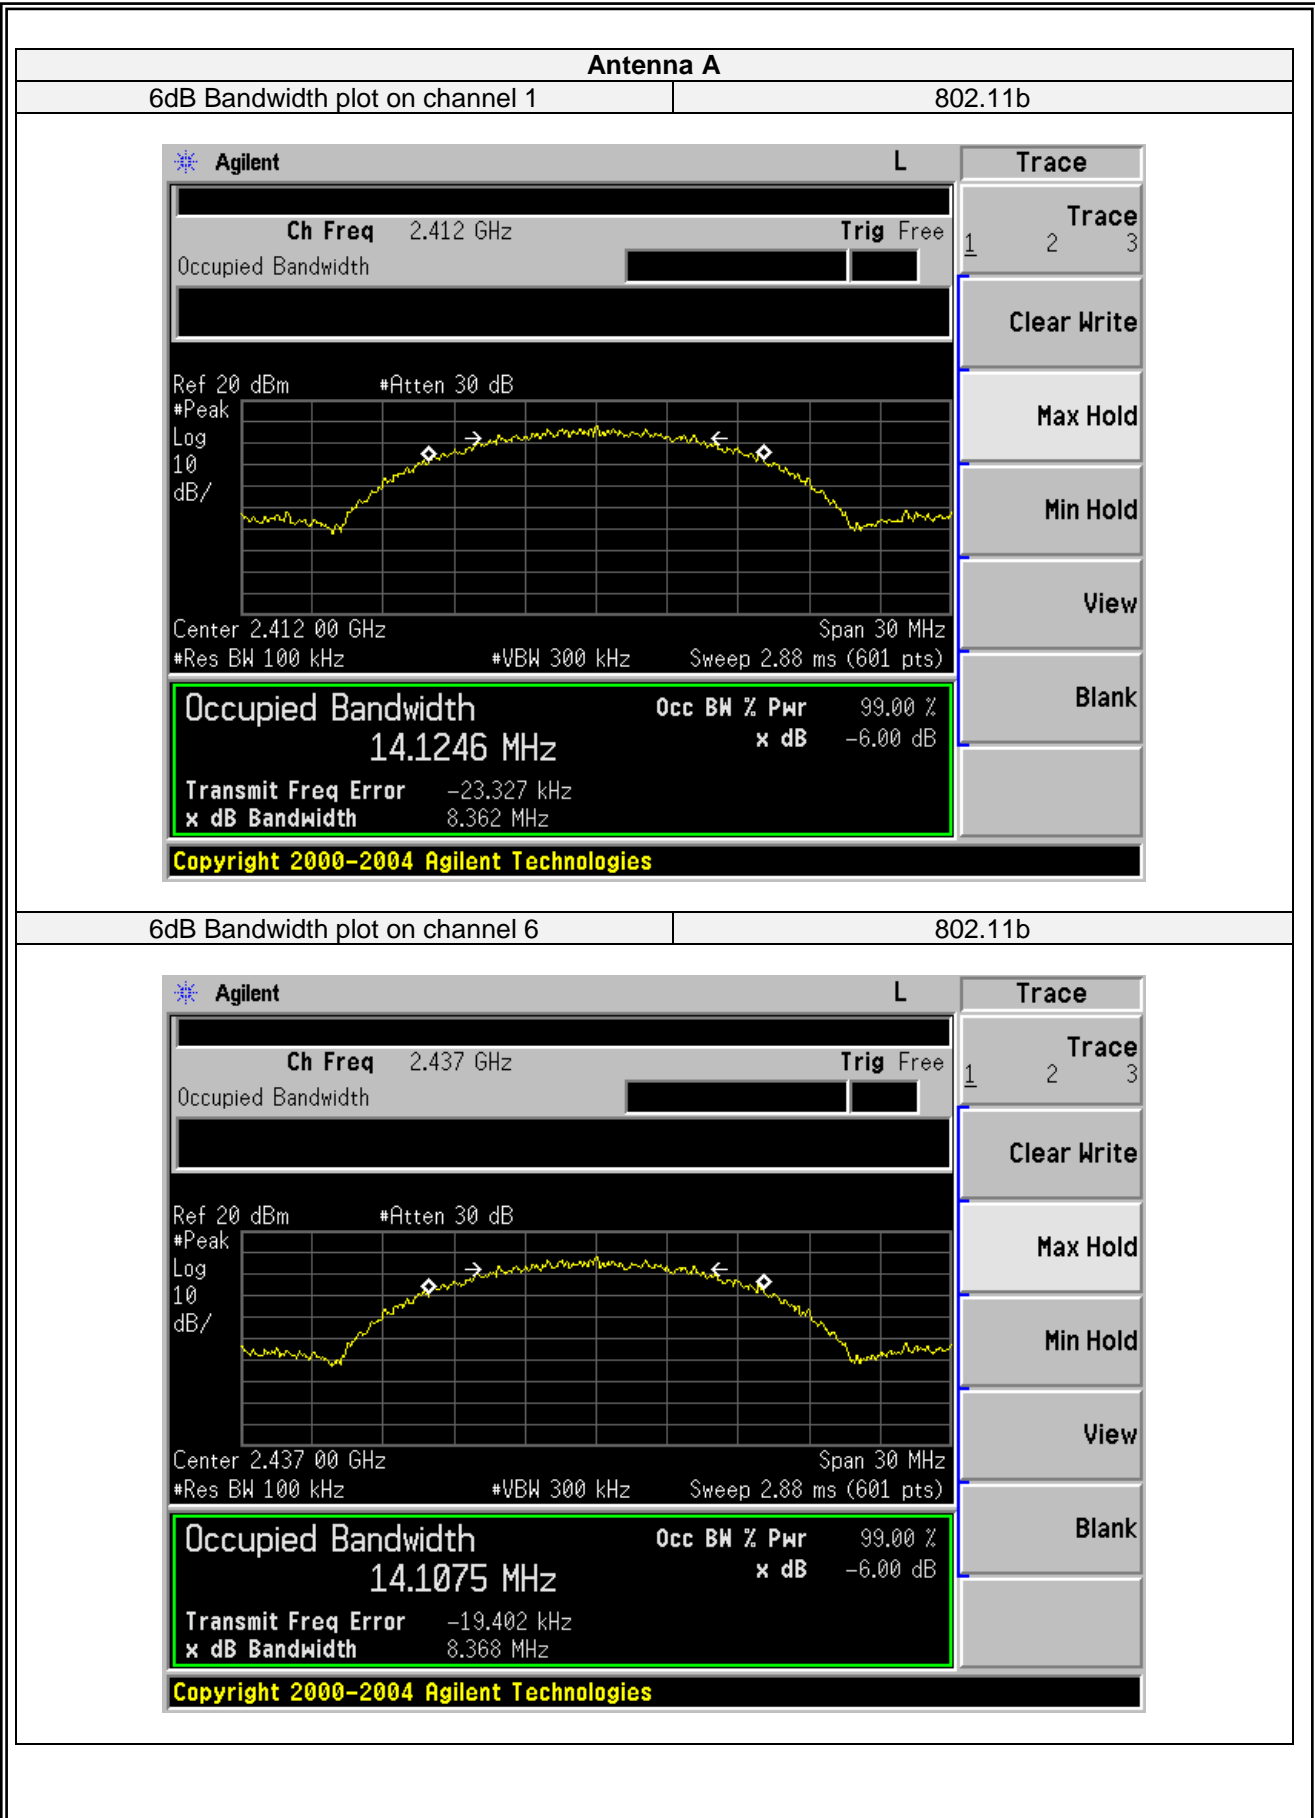 Antenna A
6dB Bandwidth plot on channel 1 802.11b
Agilent L Trace
Ch Freq 2.412 GHz Trig Free
Occupied Bandwidth
Trace
1 2 3
Clear Write
Max Hold
Min Hold
View
Blank
Ref 20 dBm #Atten 30 dB
#Peak
Log
10
dB/
Center 2.412 00 GHz Span 30 MHz
#Res BW 100 kHz #VBW 300 kHz Sweep 2.88 ms (601 pts)
Occupied Bandwidth Occ BW % Pwr 99.00 %
14.1246 MHz x dB -6.00 dB
Transmit Freq Error -23.327 kHz
x dB Bandwidth 8.362 MHz
Copyright 2000-2004 Agilent Technologies
6dB Bandwidth plot on channel 6 802.11b
Agilent L Trace
Ch Freq 2.437 GHz Trig Free
Occupied Bandwidth
Trace
1 2 3
Clear Write
Max Hold
Min Hold
View
Blank
Ref 20 dBm #Atten 30 dB
#Peak
Log
10
dB/
Center 2.437 00 GHz Span 30 MHz
#Res BW 100 kHz #VBW 300 kHz Sweep 2.88 ms (601 pts)
Occupied Bandwidth Occ BW % Pwr 99.00 %
14.1075 MHz x dB -6.00 dB
Transmit Freq Error -19.402 kHz
x dB Bandwidth 8.368 MHz
Copyright 2000-2004 Agilent Technologies